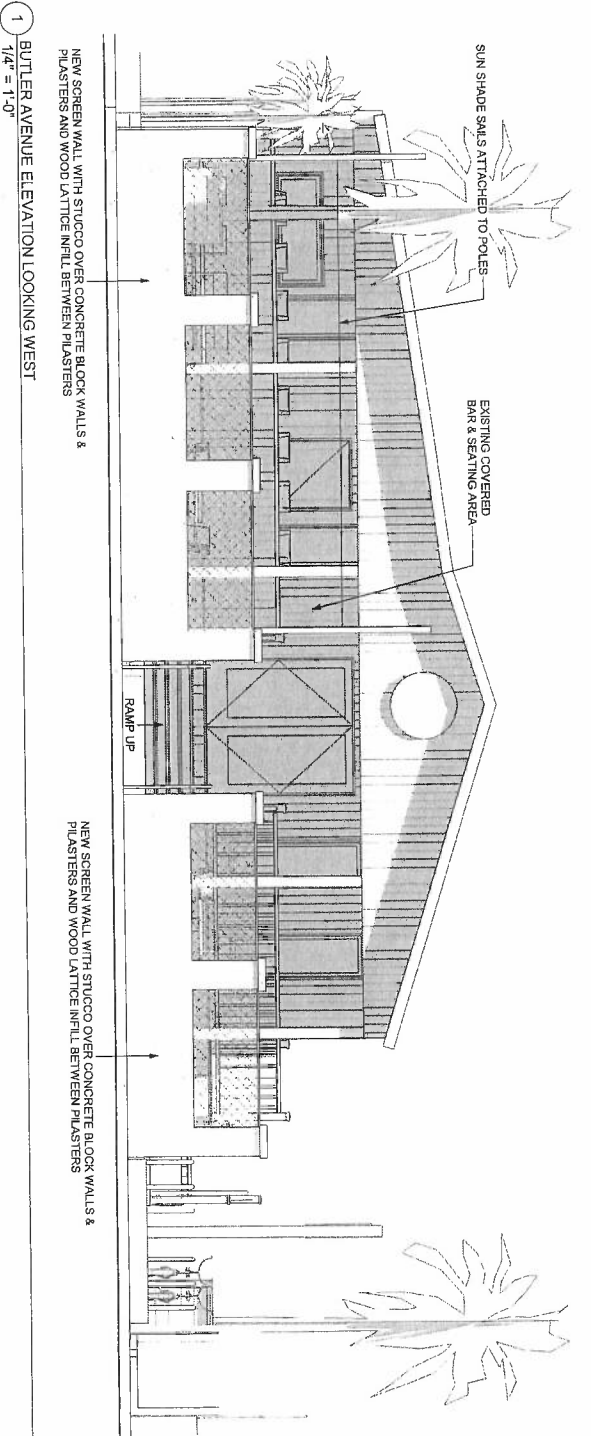 SUN SHADE SAILS ATTACHED TO POLES
EXISTING COVERED
BAR & SEATING AREA
RAMP UP
NEW SCREEN WALL WITH STUCCO OVER CONCRETE BLOCK WALLS &
PILASTERS AND WOOD LATTICE INFILL BETWEEN PILASTERS
NEW SCREEN WALL WITH STUCCO OVER CONCRETE BLOCK WALLS &
PILASTERS AND WOOD LATTICE INFILL BETWEEN PILASTERS
1
BUTLER AVENUE ELEVATION LOOKING WEST
1/4" = 1'-0"